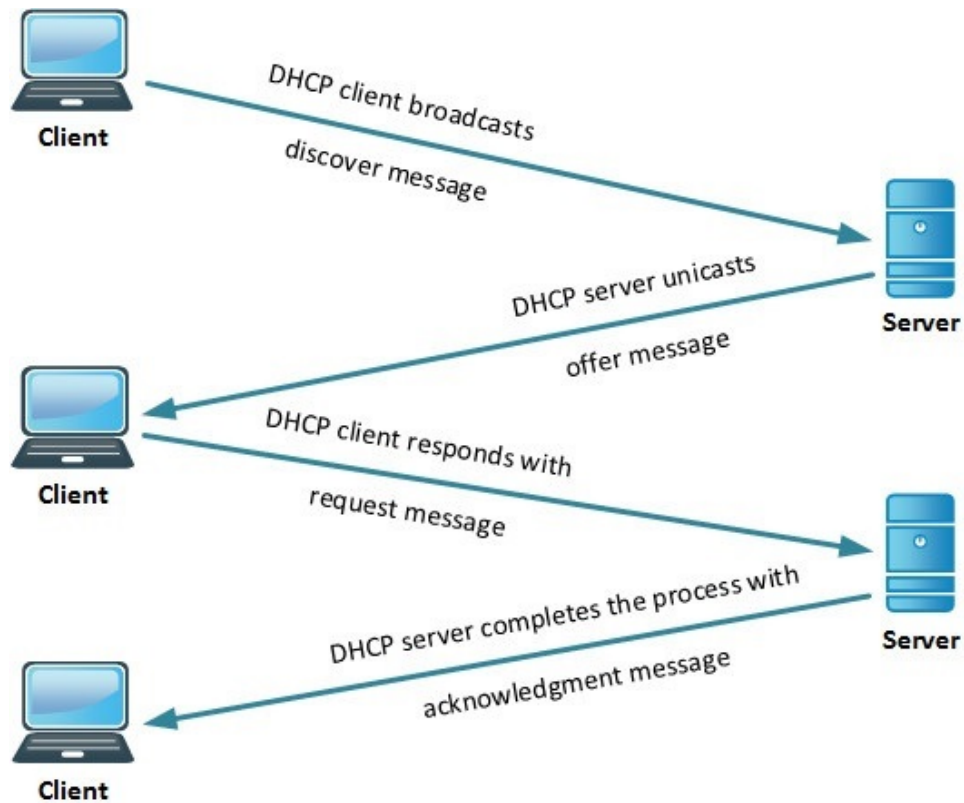 Client
DHCP client broadcasts
discover message
Server
DHCP server unicasts
offer message
Client
DHCP client responds with
request message
Server
DHCP server completes the process with
acknowledgment message
Client